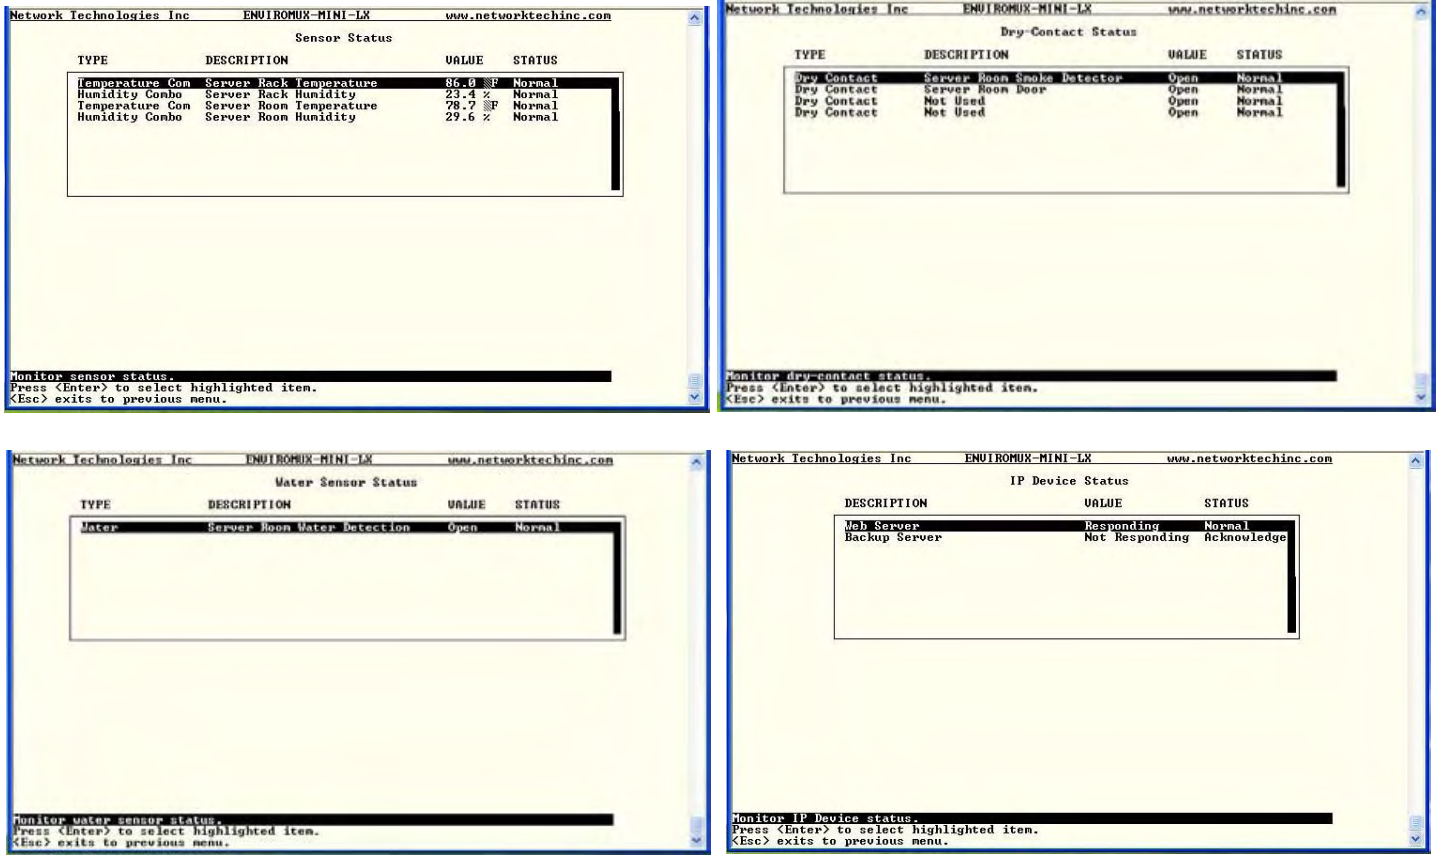 Network Technologies Inc ENVIROMUX-MINI-LX www.networktechinc.com
Sensor Status
TYPE DESCRIPTION VALUE STATUS
Temperature Com Server Rack Temperature 86.0 ▒F Normal
Humidity Combo Server Rack Humidity 23.4 % Normal
Temperature Com Server Room Temperature 78.7 ▒F Normal
Humidity Combo Server Room Humidity 29.6 % Normal
Monitor sensor status.
Press <Enter> to select highlighted item.
<Esc> exits to previous menu.
Network Technologies Inc ENVIROMUX-MINI-LX www.networktechinc.com
Dry-Contact Status
TYPE DESCRIPTION VALUE STATUS
Dry Contact Server Room Smoke Detector Open Normal
Dry Contact Server Room Door Open Normal
Dry Contact Not Used Open Normal
Dry Contact Not Used Open Normal
Monitor dry-contact status.
Press <Enter> to select highlighted item.
<Esc> exits to previous menu.
Network Technologies Inc ENVIROMUX-MINI-LX www.networktechinc.com
Water Sensor Status
TYPE DESCRIPTION VALUE STATUS
Water Server Room Water Detection Open Normal
Monitor water sensor status.
Press <Enter> to select highlighted item.
<Esc> exits to previous menu.
Network Technologies Inc ENVIROMUX-MINI-LX www.networktechinc.com
IP Device Status
DESCRIPTION VALUE STATUS
Web Server Responding Normal
Backup Server Not Responding Acknowledge
Monitor IP Device status.
Press <Enter> to select highlighted item.
<Esc> exits to previous menu.